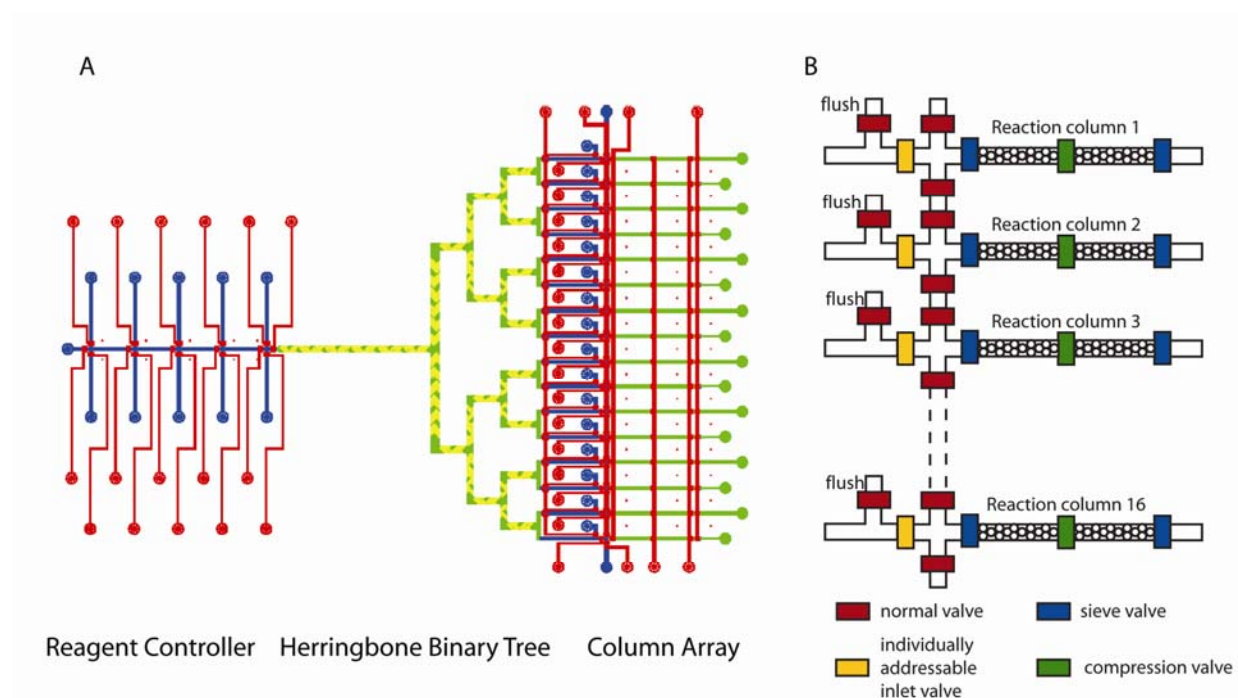 A
B
flush
Reaction column 1
flush
Reaction column 2
flush
Reaction column 3
flush
Reaction column 16
normal valve
sieve valve
individually
addressable
inlet valve
compression valve
Reagent Controller
Herringbone Binary Tree
Column Array